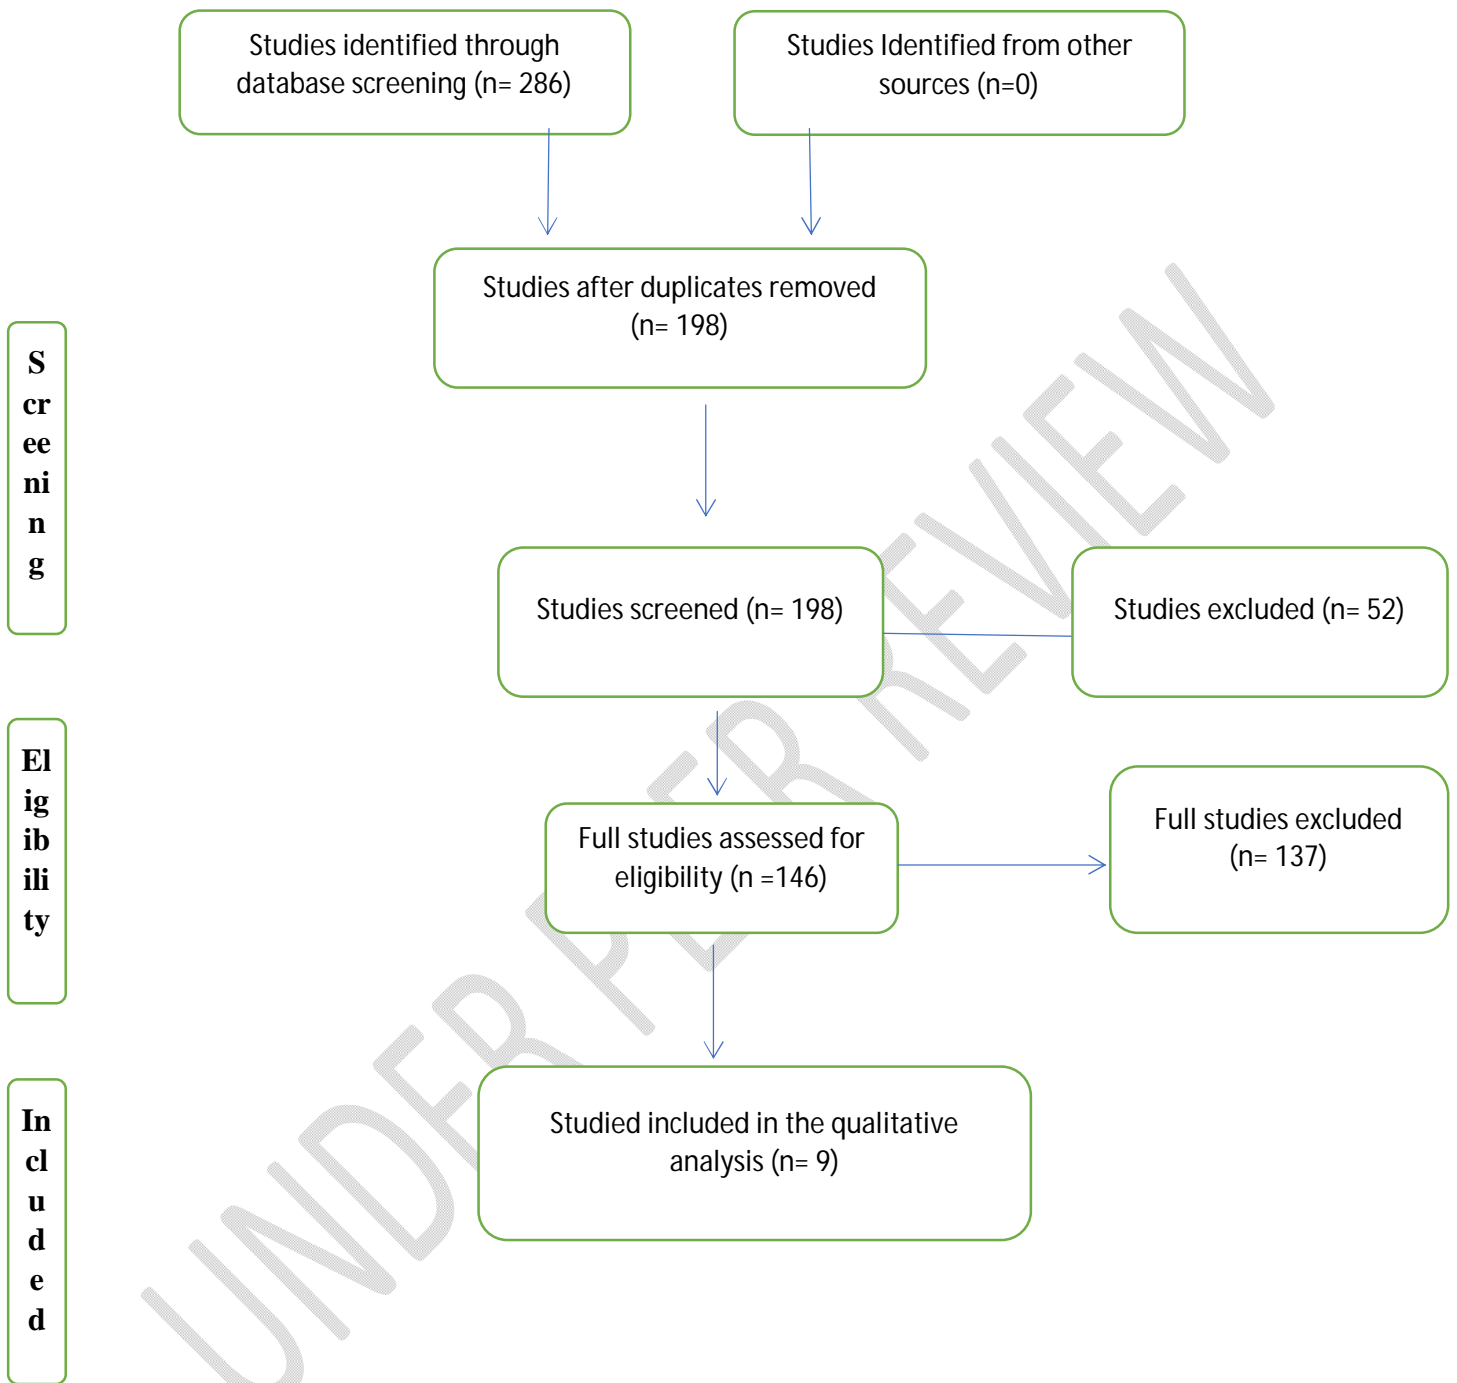 Studies identified through
database screening (n= 286)
Studies Identified from other
sources (n=0)
Studies after duplicates removed
(n= 198)
S
cr
ee
ni
n
g
Studies screened (n= 198)
Studies excluded (n= 52)
El
ig
ib
ili
ty
Full studies assessed for
eligibility (n =146)
Full studies excluded
(n= 137)
In
cl
u
d
e
d
Studied included in the qualitative
analysis (n= 9)
UNDER PEER REVIEW